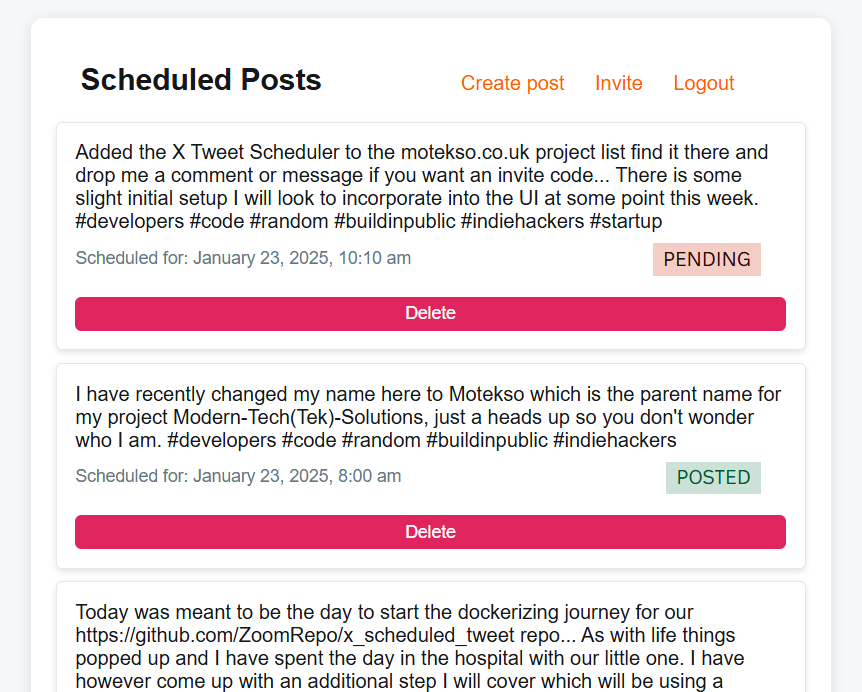 Scheduled Posts
Create post Invite Logout
Added the X Tweet Scheduler to the motekso.co.uk project list find it there and
drop me a comment or message if you want an invite code... There is some
slight initial setup I will look to incorporate into the UI at some point this week.
#developers #code #random #buildinpublic #indiehackers #startup
Scheduled for: January 23, 2025, 10:10 am
PENDING
Delete
I have recently changed my name here to Motekso which is the parent name for
my project Modern-Tech(Tek)-Solutions, just a heads up so you don't wonder
who I am. #developers #code #random #buildinpublic #indiehackers
Scheduled for: January 23, 2025, 8:00 am
POSTED
Delete
Today was meant to be the day to start the dockerizing journey for our
https://github.com/ZoomRepo/x_scheduled_tweet repo... As with life things
popped up and I have spent the day in the hospital with our little one. I have
however come up with an additional step I will cover which will be using a